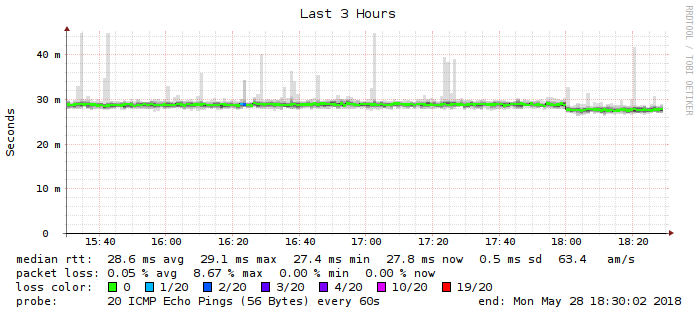 Last 3 Hours
RRDTOOL / TOBI OETIKER
Seconds
40 m
30 m
20 m
10 m
0
15:40 16:00 16:20 16:40 17:00 17:20 17:40 18:00 18:20
median rtt: 28.6 ms avg 29.1 ms max 27.4 ms min 27.8 ms now 0.5 ms sd 63.4 am/s
packet loss: 0.05 % avg 8.67 % max 0.00 % min 0.00 % now
loss color: 0 1/20 2/20 3/20 4/20 10/20 19/20
probe: 20 ICMP Echo Pings (56 Bytes) every 60s end: Mon May 28 18:30:02 2018